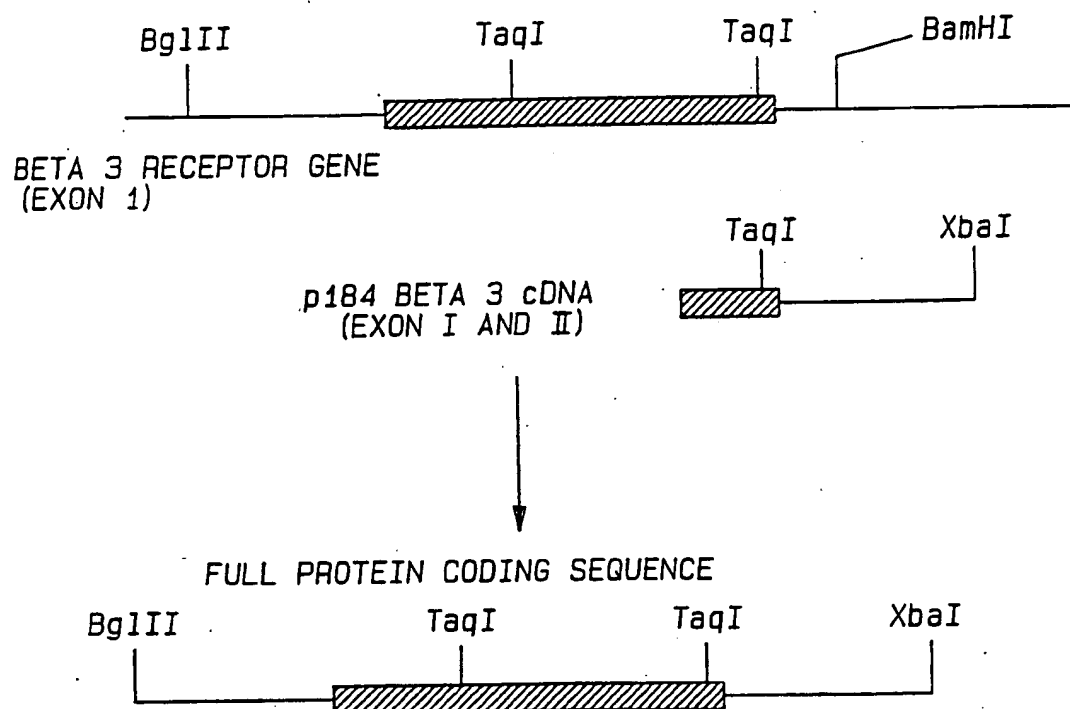 BglII TaqI TaqI BamHI
BETA 3 RECEPTOR GENE
(EXON 1)
TaqI XbaI
p184 BETA 3 cDNA
(EXON I AND II)
FULL PROTEIN CODING SEQUENCE
BglII TaqI TaqI XbaI